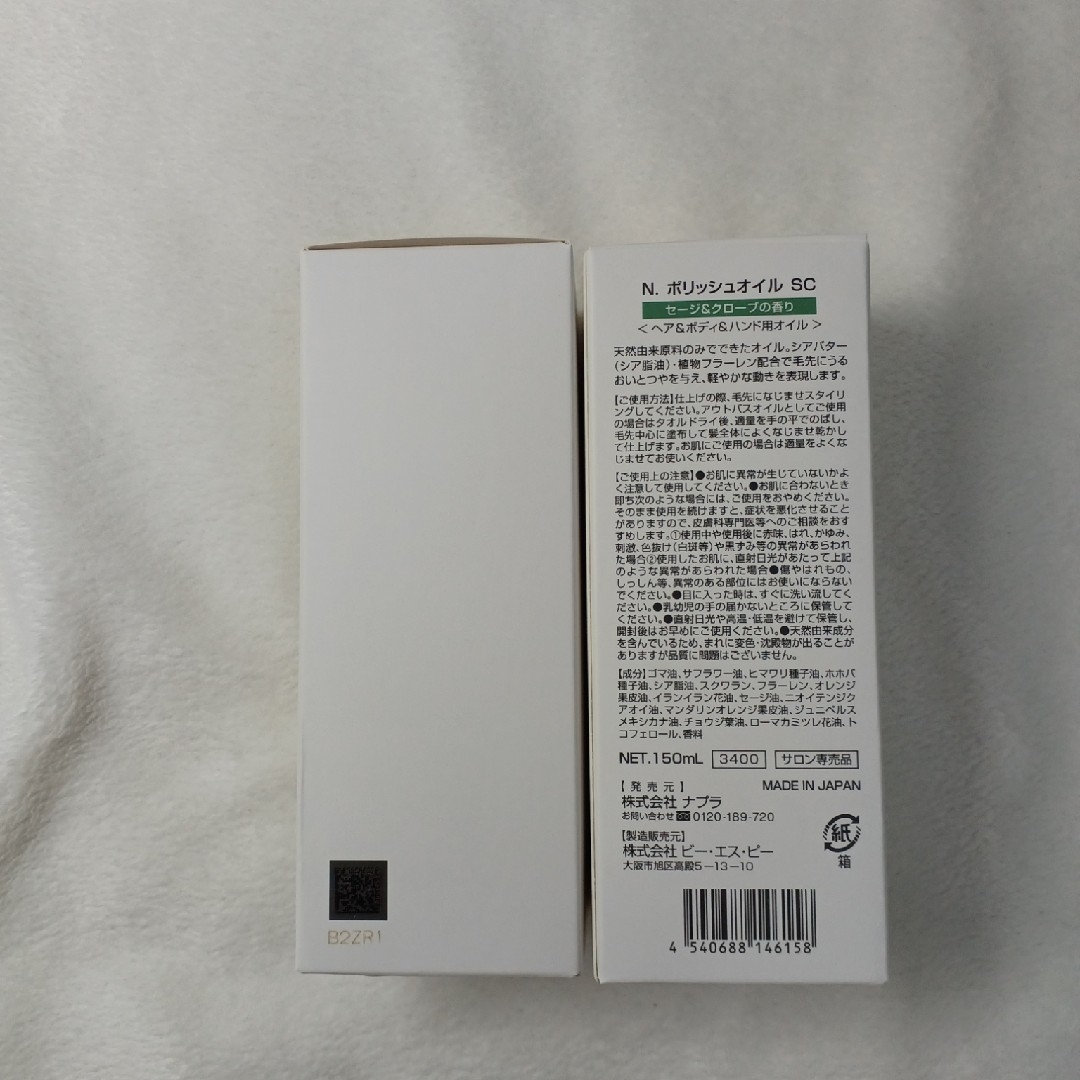 B2ZR1
N. ポリッシュオイル SC
セージ&クローブの香り
<ヘア&ボディ&ハンド用オイル>
天然由来原料のみでできたオイル。シアバター
(シア脂油)・植物フラーレン配合で毛先にうる
おいとつやを与え、軽やかな動きを表現します。
【ご使用方法】仕上げの際、毛先になじませスタイリ
ングしてください。アウトバスオイルとしてご使用
の場合はタオルドライ後、適量を手の平でのばし、
毛先中心に塗布して髪全体によくなじませ乾かし
て仕上げます。お肌にご使用の場合は適量をよくな
じませてお使いください。
【ご使用上の注意】●お肌に異常が生じていないかよ
く注意して使用してください。●お肌に合わないとき
即ち次のような場合には、ご使用をおやめください。
そのまま使用を続けますと、症状を悪化させること
がありますので、皮膚科専門医等へのご相談をおす
すめします。①使用中や使用後に赤味、はれ、かゆみ、
刺激、色抜け(白斑等)や黒ずみ等の異常があらわれ
た場合②使用したお肌に、直射日光があたって上記
のような異常があらわれた場合●傷やはれもの、
しっしん等、異常のある部位にはお使いにならない
でください。●目に入った時は、すぐに洗い流してく
ださい。●乳幼児の手の届かないところに保管して
ください。●直射日光や高温・低温を避けて保管し、
開封後はお早めにご使用ください。●天然由来成分
を含んでいるため、まれに変色・沈殿物が出ることが
ありますが品質に問題はございません。
【成分】ゴマ油、サフラワー油、ヒマワリ種子油、ホホバ
種子油、シア脂油、スクワラン、フラーレン、オレンジ
果皮油、イランイラン花油、セージ油、ニオイテンジク
アオイ油、マンダリンオレンジ果皮油、ジュニペルス
メキシカナ油、チョウジ葉油、ローマカミツレ花油、ト
コフェロール、香料
NET.150mL 3400 サロン専売品
【発売元】 MADE IN JAPAN
株式会社 ナプラ
お問い合わせ 0120-189-720
【製造販売元】
株式会社 ビー・エス・ピー
大阪市旭区高殿5-13-10
紙
箱
4 540688 146158